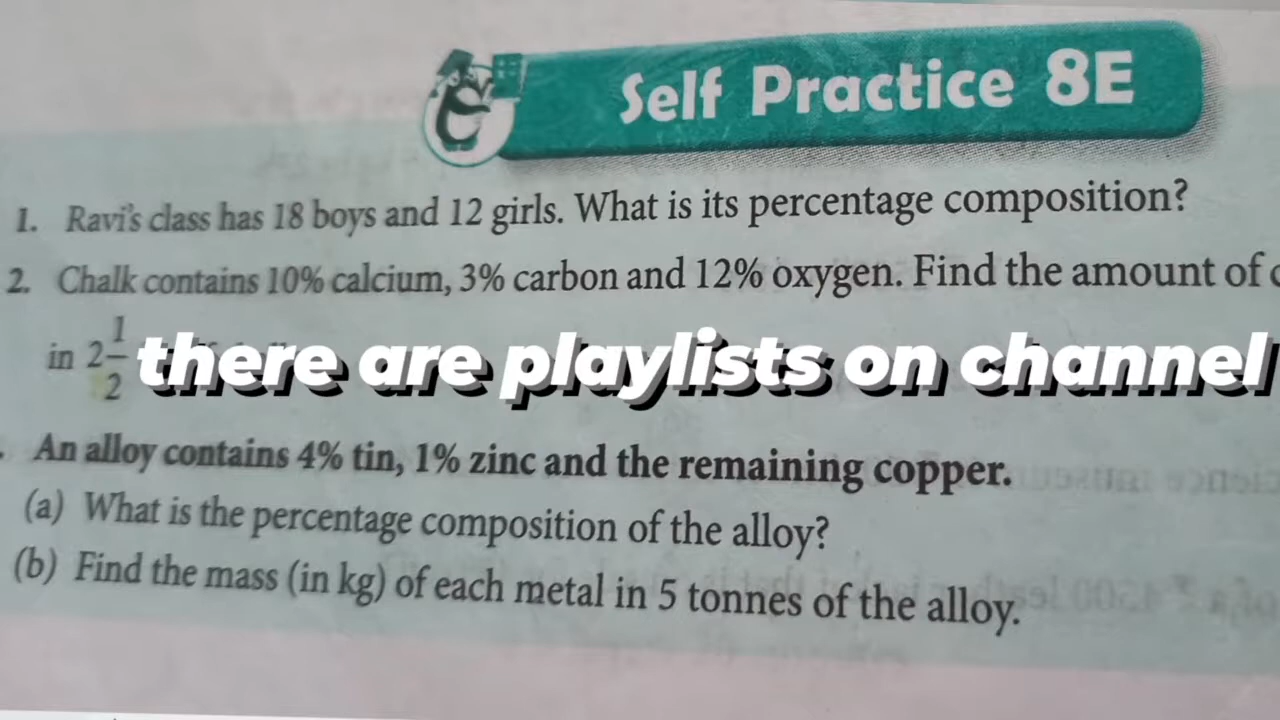 Self Practice 8E
1. Ravi's class has 18 boys and 12 girls. What is its percentage composition?
2. Chalk contains 10% calcium, 3% carbon and 12% oxygen. Find the amount of
in 2 1/2
there are playlists on channel
An alloy contains 4% tin, 1% zinc and the remaining copper.
(a) What is the percentage composition of the alloy?
(b) Find the mass (in kg) of each metal in 5 tonnes of the alloy.